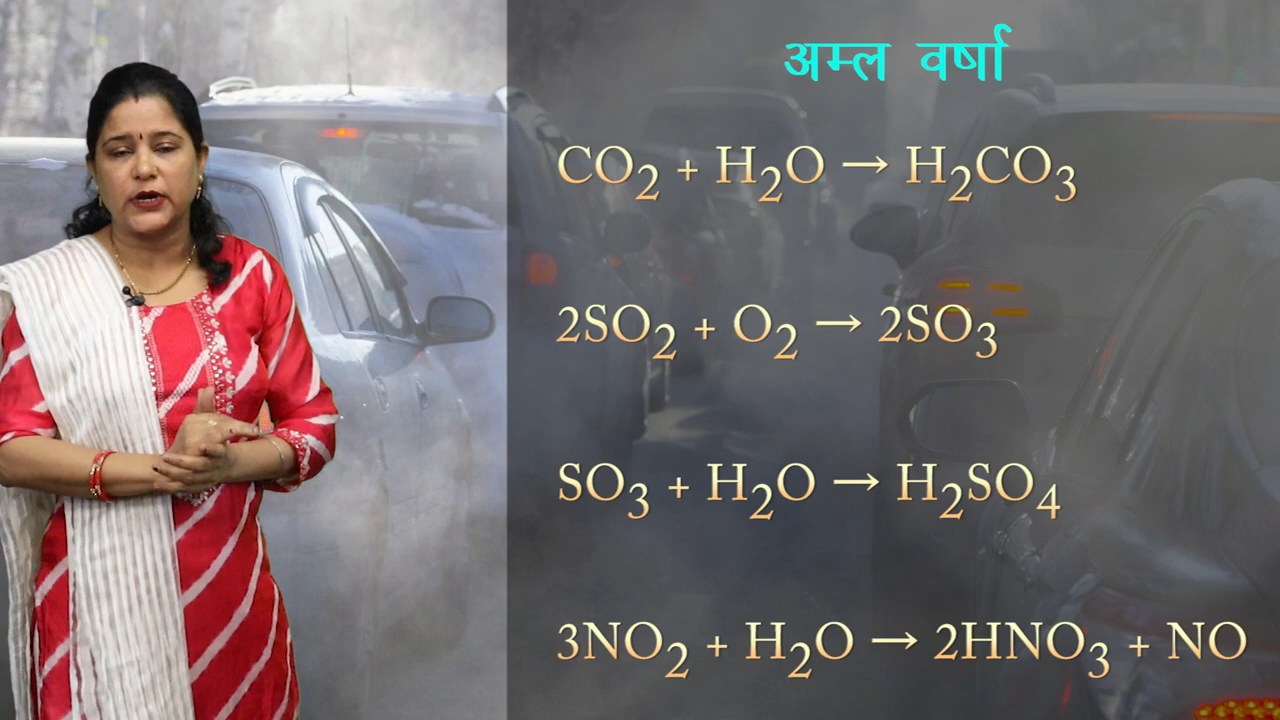 अम्ल वर्षा
CO₂ + H₂O → H₂CO₃
2SO₂ + O₂ → 2SO₃
SO₃ + H₂O → H₂SO₄
3NO₂ + H₂O → 2HNO₃ + NO